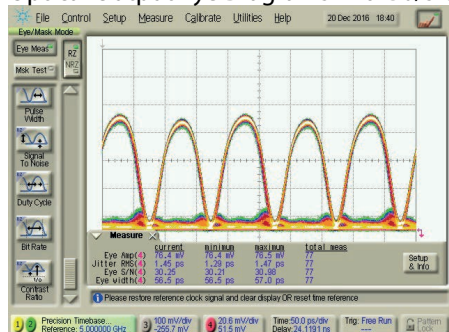 File Control Setup Measure Calibrate Utilities Help 20 Dec 2016 18:40
Eye/Mask
Mode
Eye Meas
RZ
NRZ
Msk Test
Pulse
Width
Signal
To Noise
Duty Cycle
Bit Rate
Contrast
Ratio
Measure
current minimum maximum total meas
Eye Amp(4) 76.4 mV 76.4 mV 76.5 mV 77
Jitter RMS(4) 1.45 ps 1.29 ps 1.47 ps 77
Eye S/N(4) 30.25 30.21 30.98 77
Eye width(4) 56.5 ps 56.5 ps 57.0 ps 77
Setup
& Info
Please restore reference clock signal and clear display OR reset time reference
1 2 Precision Timebase...
Reference: 5.000000 GHz
3 100 mV/div
-255.7 mV
4 20.6 mV/div
51.5 mV
Time:50.0 ps/div
Delay:24.1191 ns
Trig: Free Run
---
Pattern
Lock